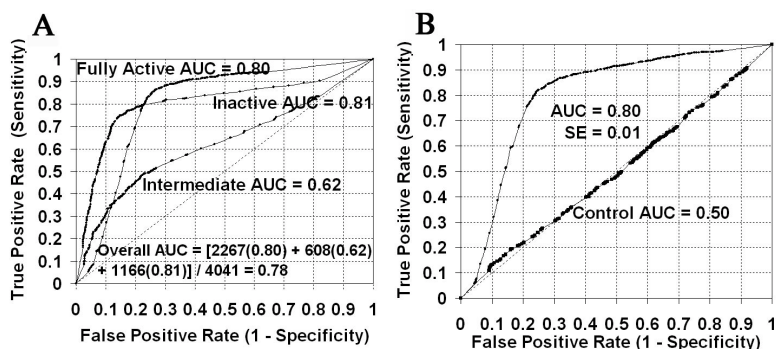 A
True Positive Rate (Sensitivity)
1
0.9
0.8
0.7
0.6
0.5
0.4
0.3
0.2
0.1
0
Fully Active AUC = 0.80
Inactive AUC = 0.81
Intermediate AUC = 0.62
Overall AUC = [2267(0.80) + 608(0.62)
+ 1166(0.81)] / 4041 = 0.78
0 0.1 0.2 0.3 0.4 0.5 0.6 0.7 0.8 0.9 1
False Positive Rate (1 - Specificity)
B
True Positive Rate (Sensitivity)
1
0.9
0.8
0.7
0.6
0.5
0.4
0.3
0.2
0.1
0
AUC = 0.80
SE = 0.01
Control AUC = 0.50
0 0.1 0.2 0.3 0.4 0.5 0.6 0.7 0.8 0.9 1
False Positive Rate (1 - Specificity)